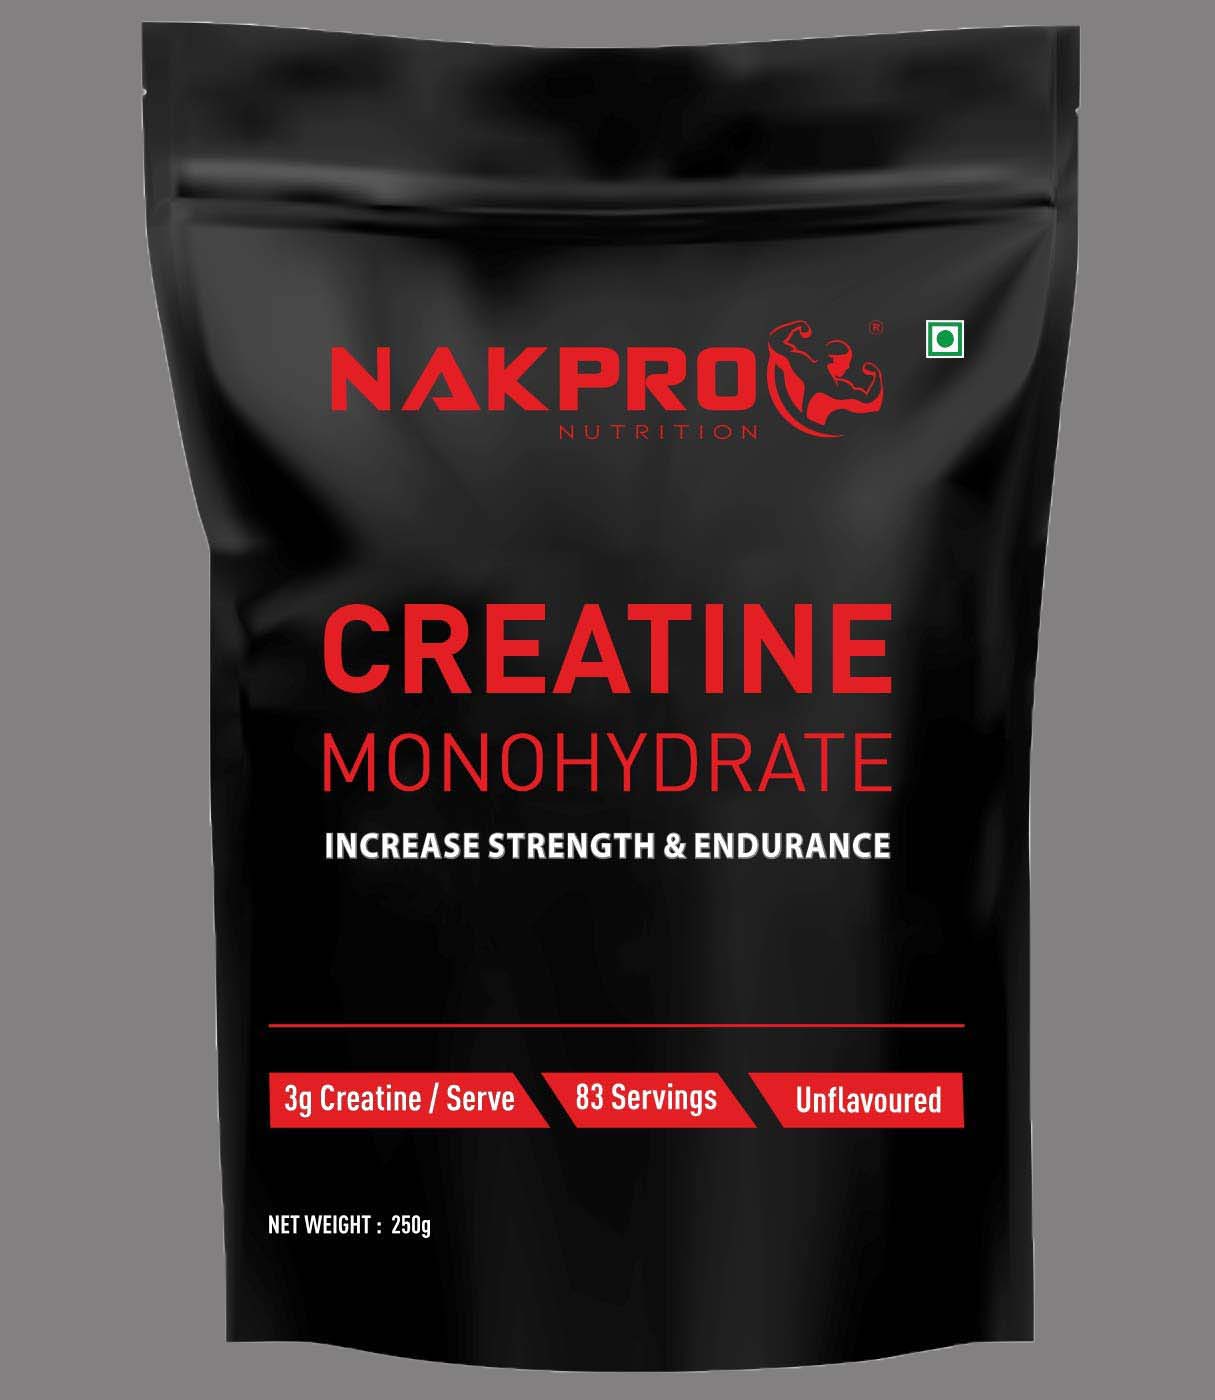 NAKPRO
®
NUTRITION
CREATINE
MONOHYDRATE
INCREASE STRENGTH & ENDURANCE
3g Creatine / Serve
83 Servings
Unflavoured
NET WEIGHT : 250g